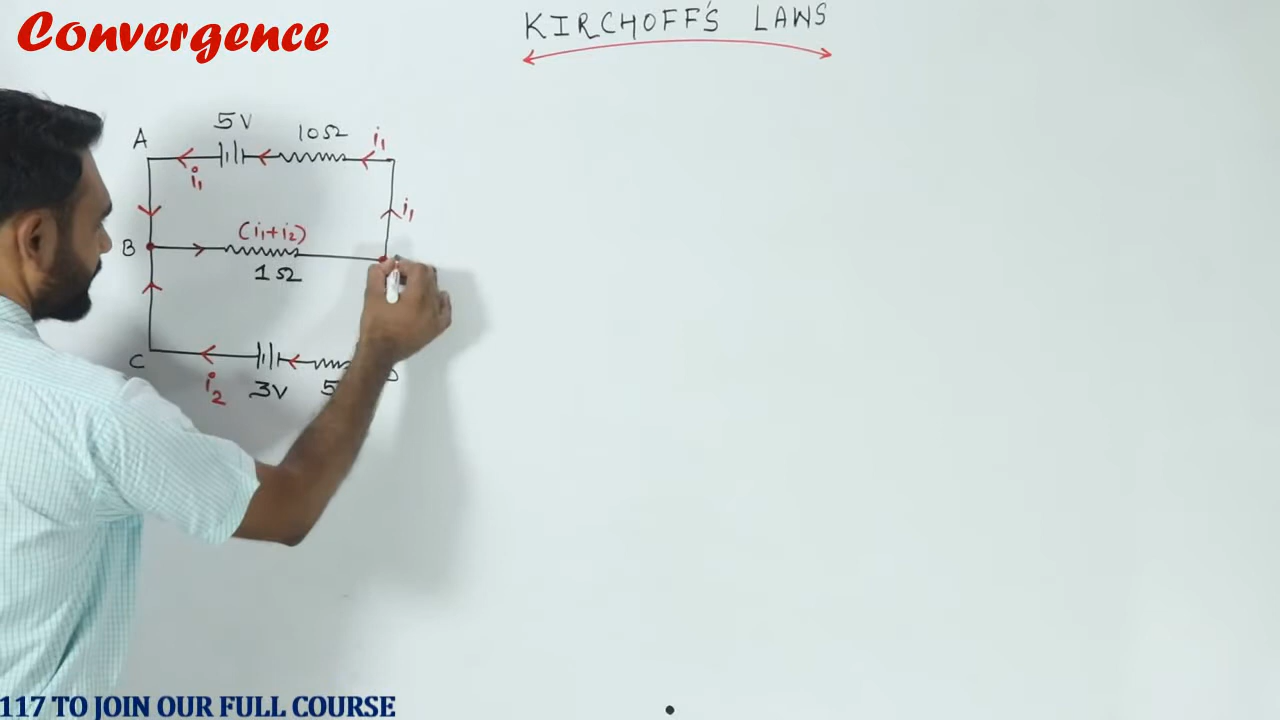 Convergence
KIRCHOFF'S LAWS
A
5V
10Ω
i₁
i₁
i₁
B
(i₁+i₂)
1Ω
C
i₂
3V
5
117 TO JOIN OUR FULL COURSE